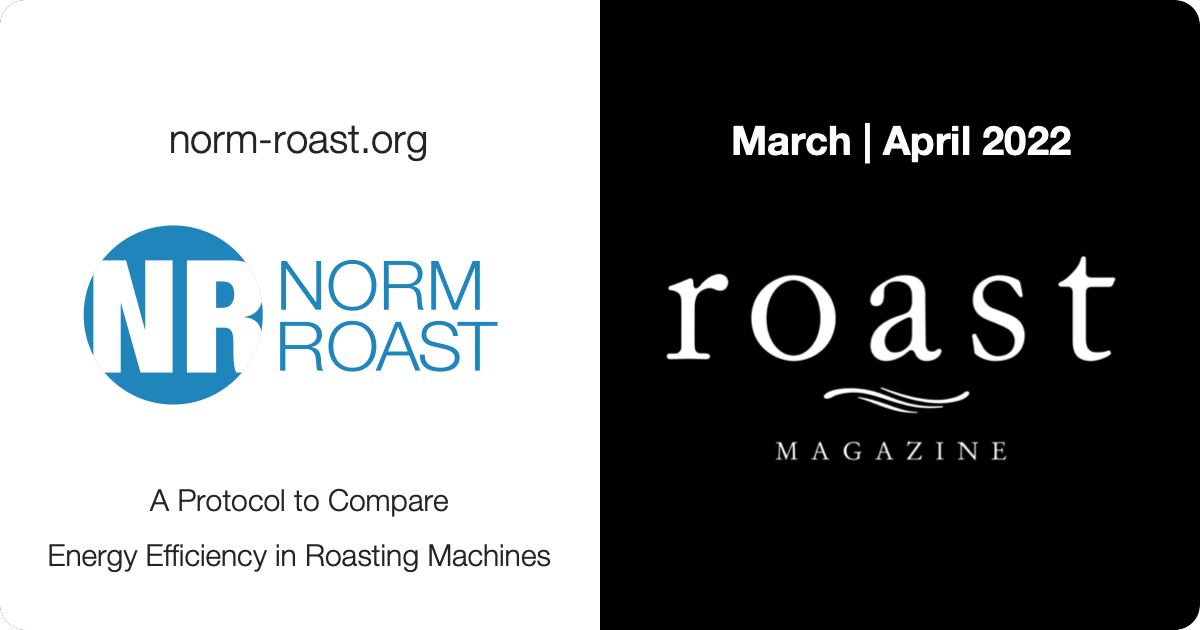 norm-roast.org
NR
NORM
ROAST
A Protocol to Compare
Energy Efficiency in Roasting Machines
March | April 2022
roast
MAGAZINE